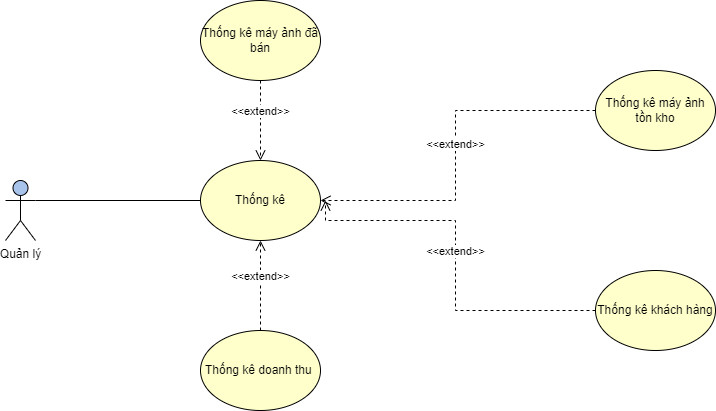 Thống kê máy ảnh đã
bán
<<extend>>
Thống kê máy ảnh
tồn kho
<<extend>>
Thống kê
Quản lý
<<extend>>
<<extend>>
Thống kê khách hàng
Thống kê doanh thu